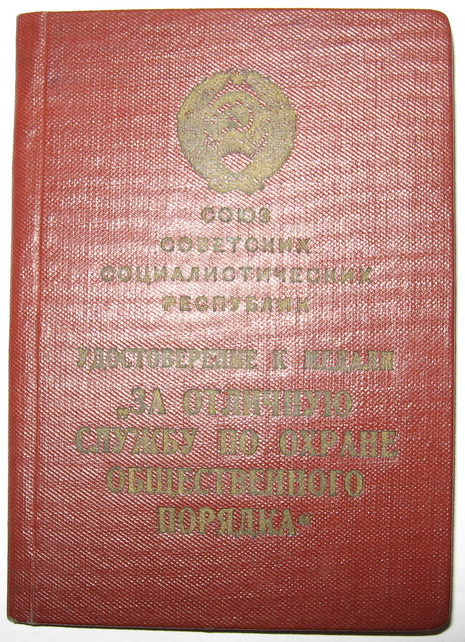 СОЮЗ
СОВЕТСКИХ
СОЦИАЛИСТИЧЕСКИХ
РЕСПУБЛИК
УДОСТОВЕРЕНИЕ К МЕДАЛИ
„ЗА ОТЛИЧНУЮ
СЛУЖБУ ПО ОХРАНЕ
ОБЩЕСТВЕННОГО
ПОРЯДКА“